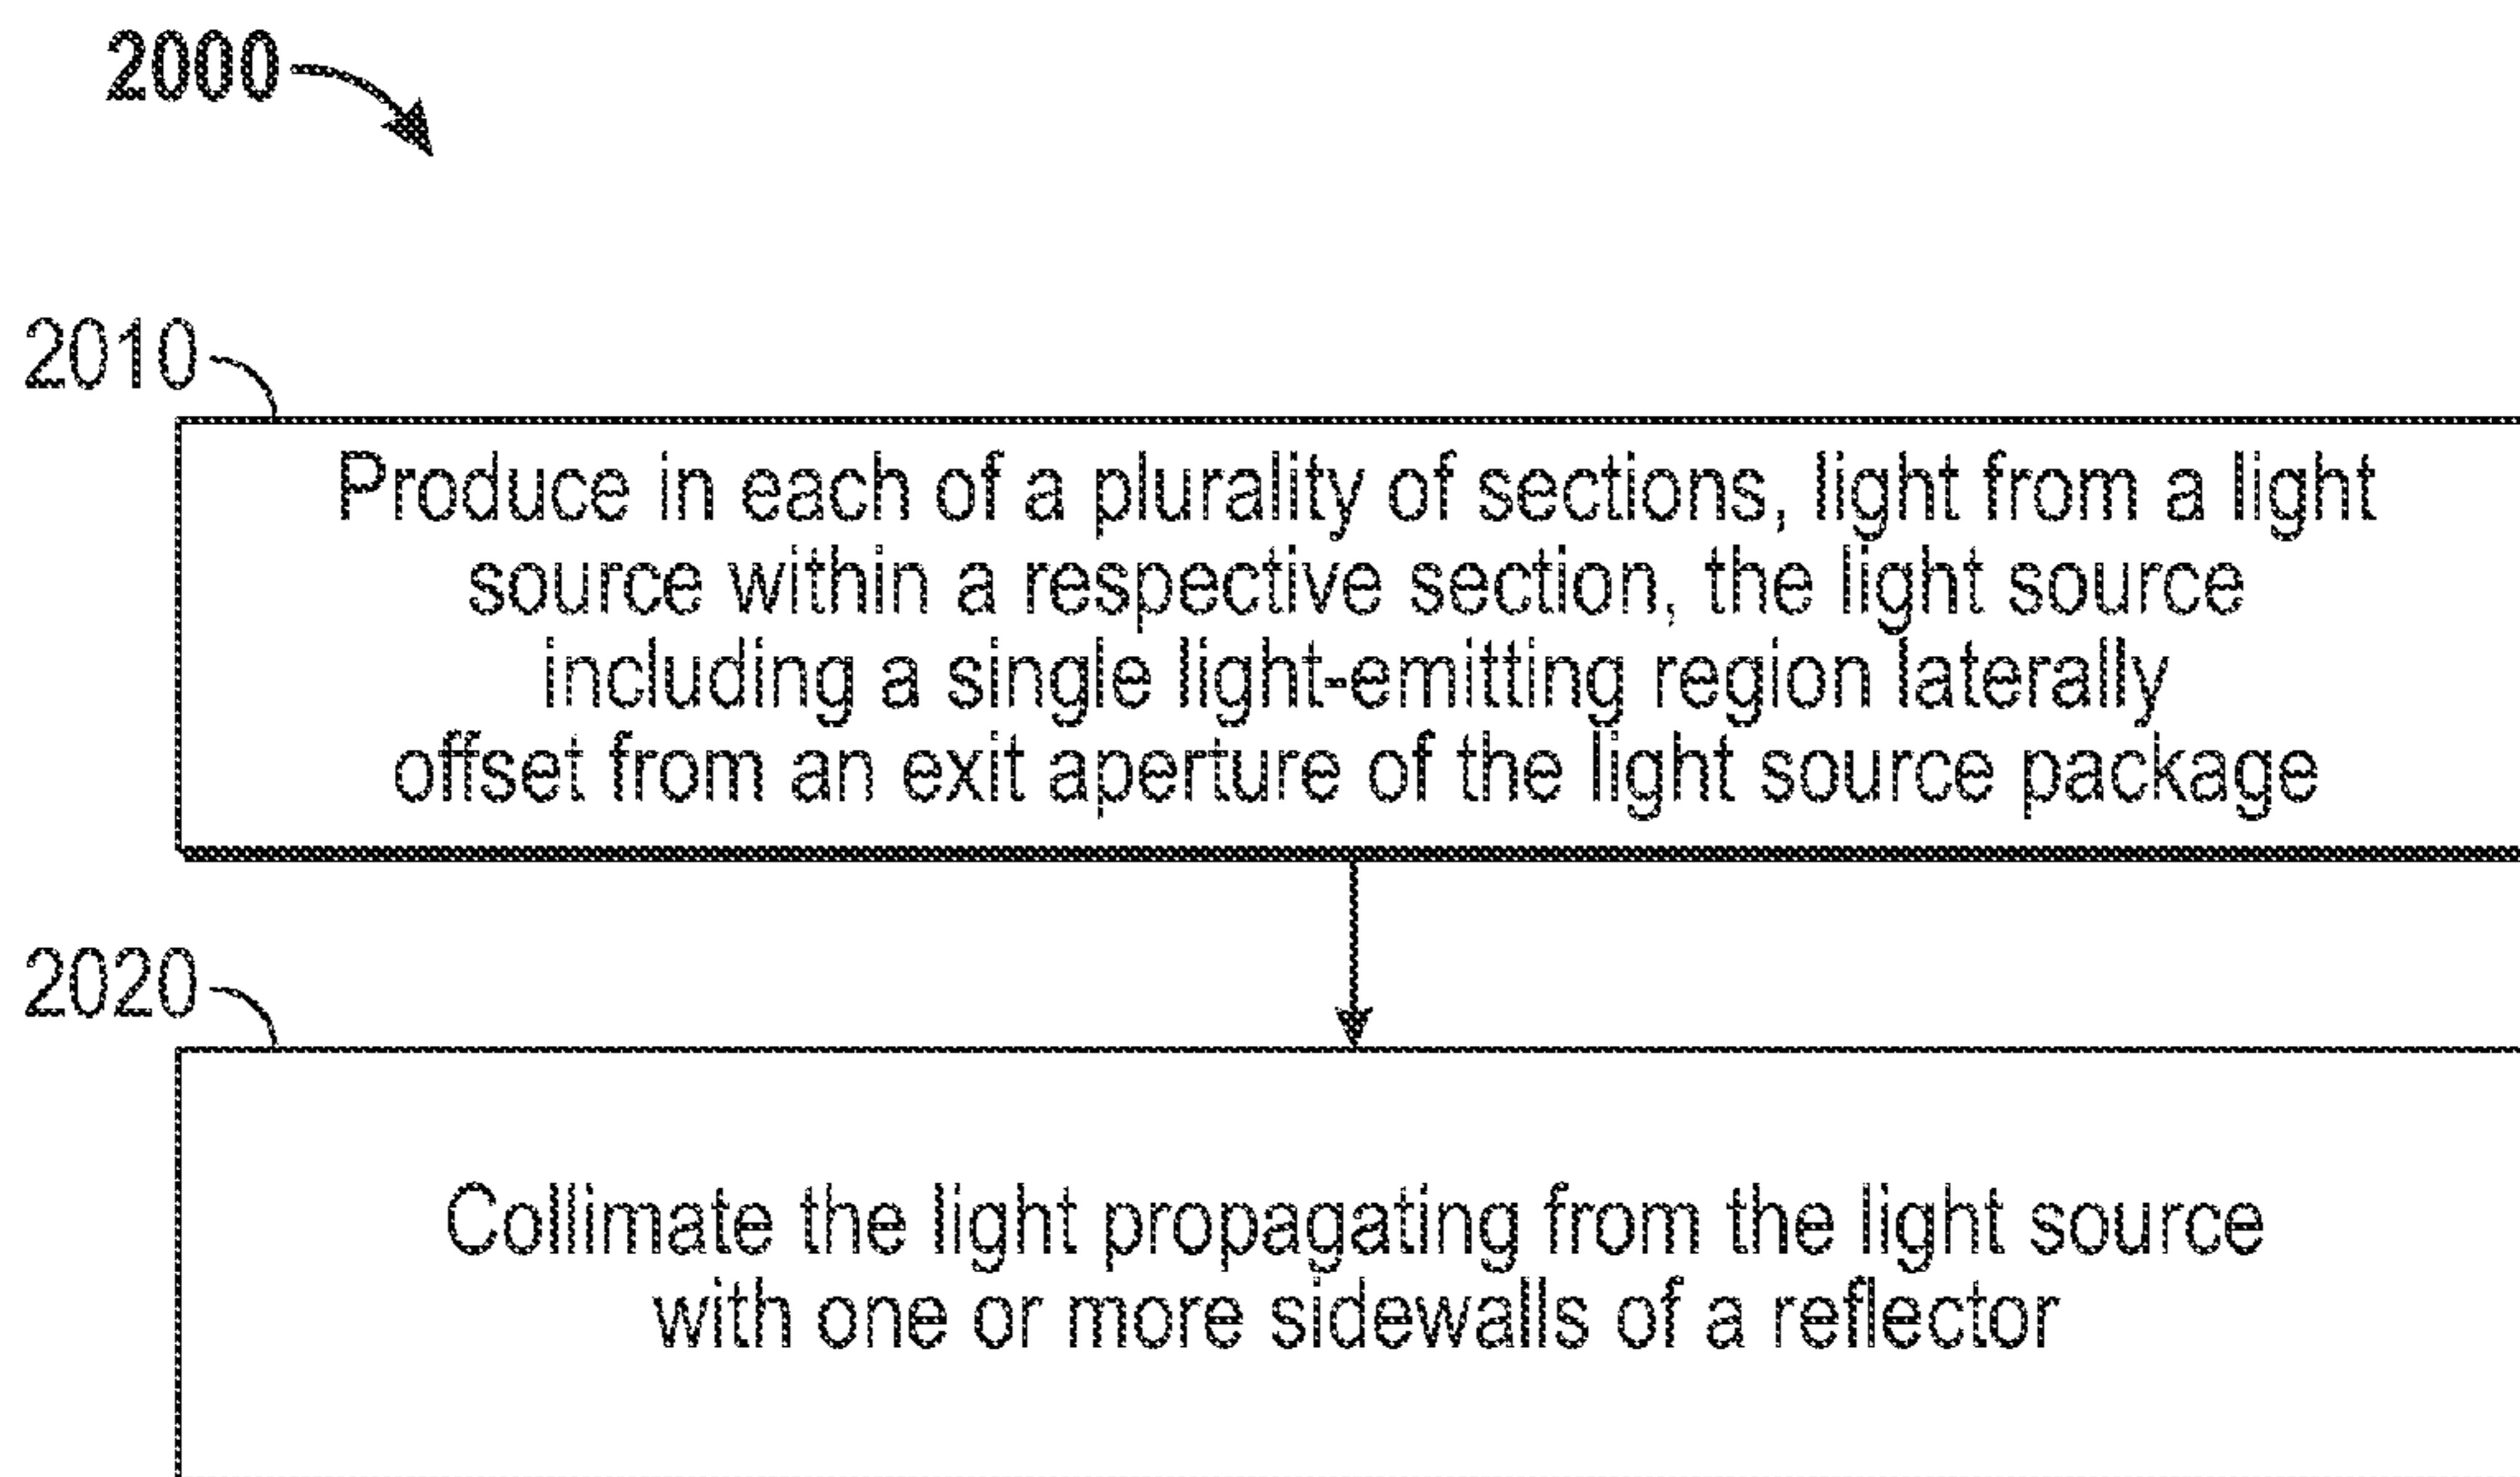 2000
2010
Produce in each of a plurality of sections, light from a light
source within a respective section, the light source
including a single light-emitting region laterally
offset from an exit aperture of the light source package
2020
Collimate the light propagating from the light source
with one or more sidewalls of a reflector